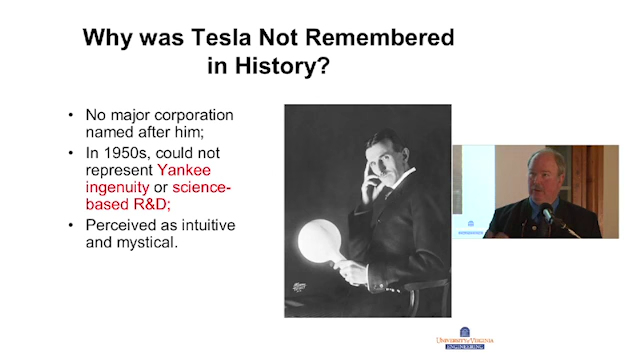 Why was Tesla Not Remembered
in History?
• No major corporation
named after him;
• In 1950s, could not
represent Yankee
ingenuity or science-
based R&D;
• Perceived as intuitive
and mystical.
UNIVERSITY of VIRGINIA
ENGINEERING